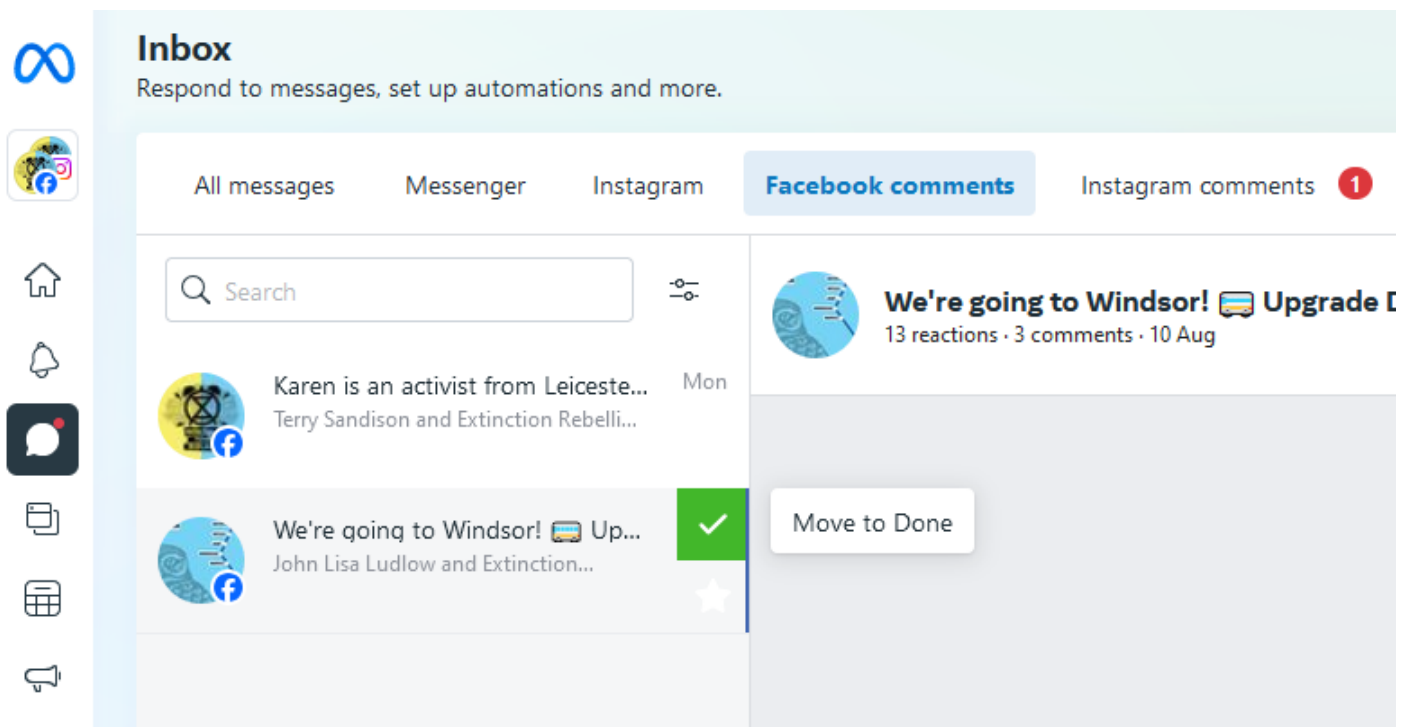 Inbox
Respond to messages, set up automations and more.
All messages Messenger Instagram Facebook comments Instagram comments 1
Search
We're going to Windsor! 🚍 Upgrade
13 reactions · 3 comments · 10 Aug
Karen is an activist from Leiceste... Mon
Terry Sandison and Extinction Rebelli...
We're going to Windsor! 🚍 Up...
John Lisa Ludlow and Extinction...
Move to Done